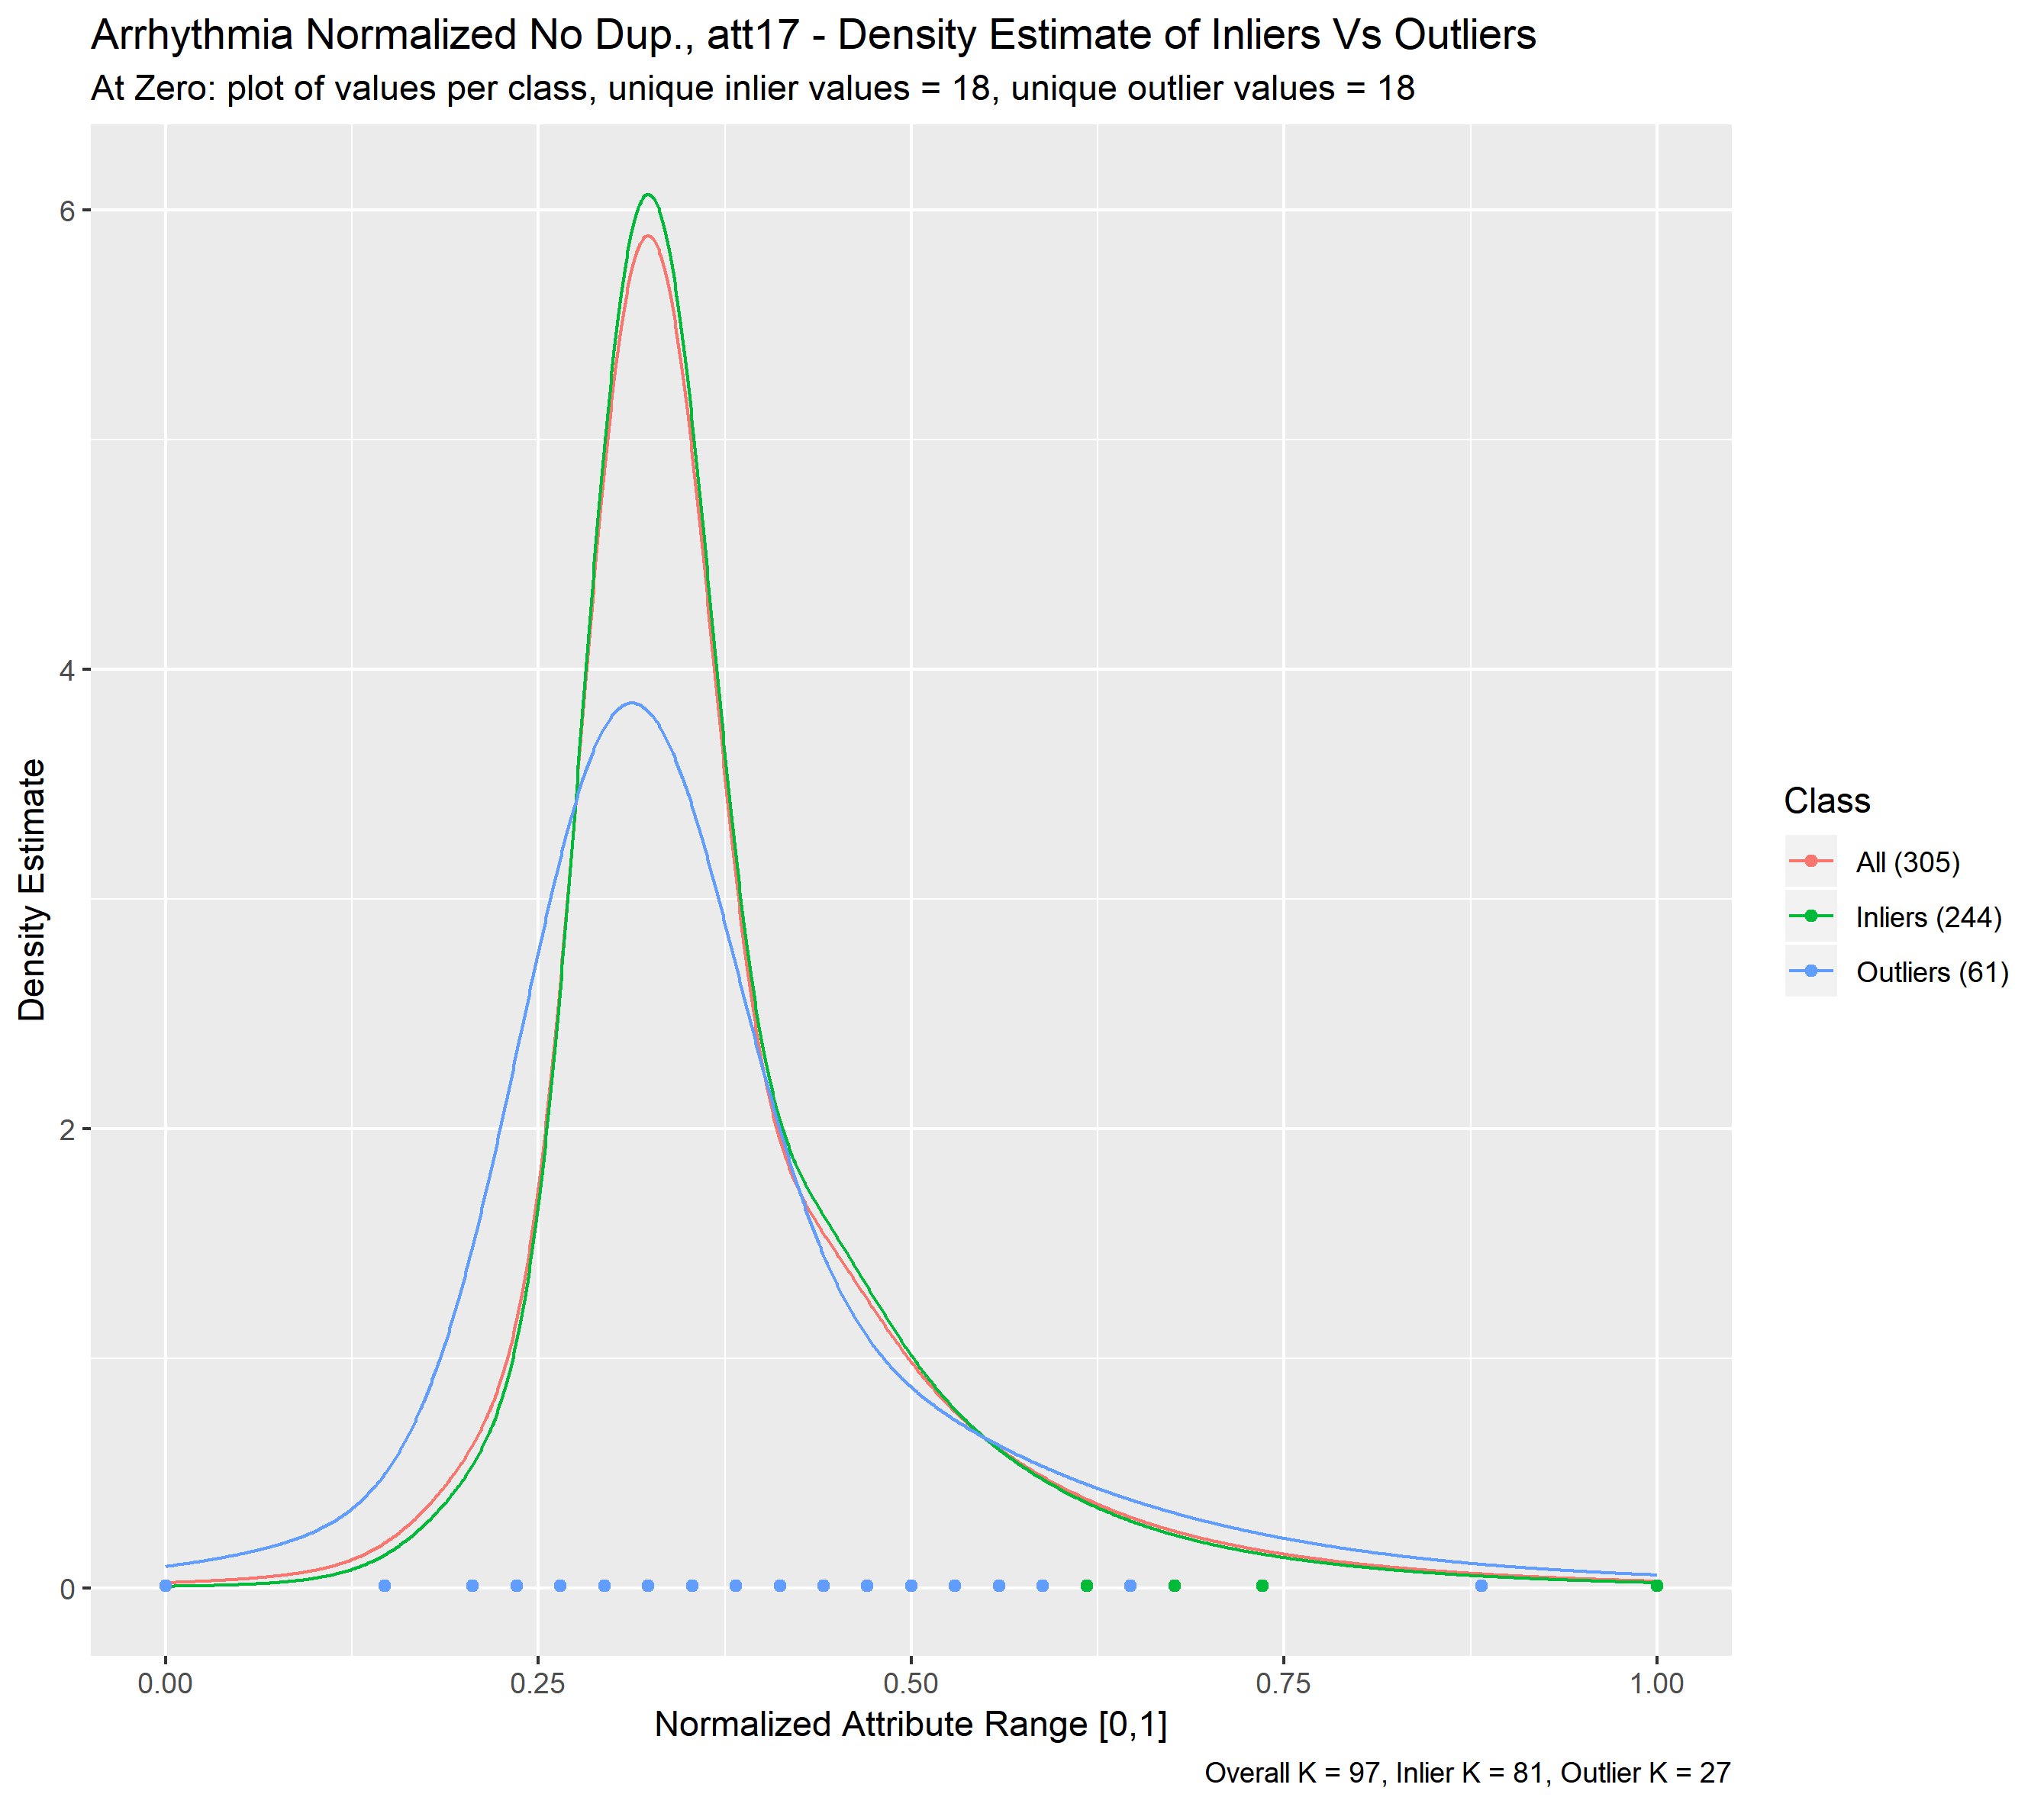 Arrhythmia Normalized No Dup., att17 - Density Estimate of Inliers Vs Outliers
At Zero: plot of values per class, unique inlier values = 18, unique outlier values = 18
Density Estimate
6
4
2
0
0.00
0.25
0.50
0.75
1.00
Normalized Attribute Range [0,1]
Class
All (305)
Inliers (244)
Outliers (61)
Overall K = 97, Inlier K = 81, Outlier K = 27